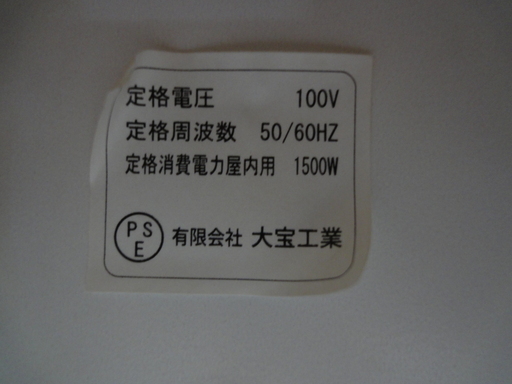 定格電圧 100V
定格周波数 50/60HZ
定格消費電力屋内用 1500W
PSE 有限会社 大宝工業